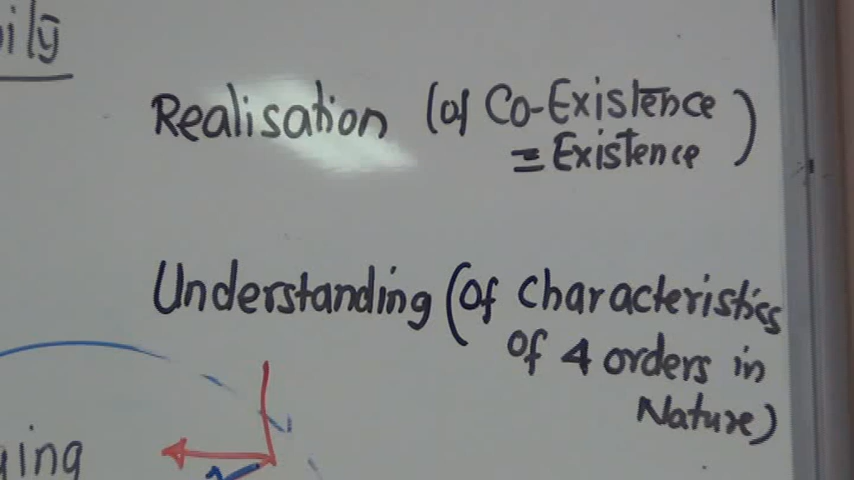 Realisation (of Co-Existence
= Existence)
Understanding (Of characteristics
of 4 orders in
Nature)